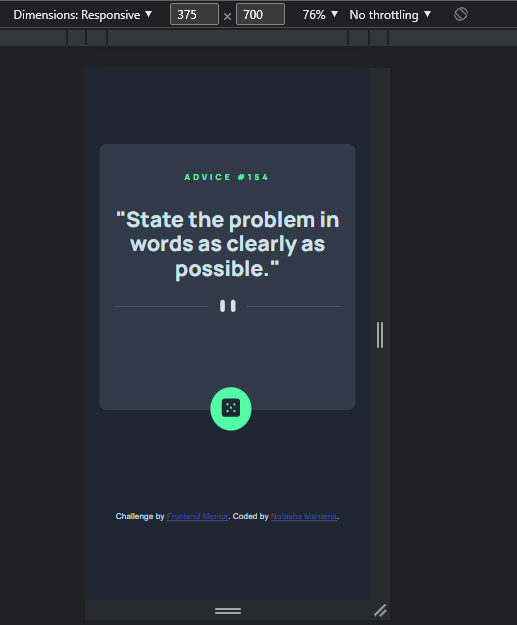 Dimensions: Responsive ▼ 375 × 700 76% ▼ No throttling ▼
ADVICE #154
"State the problem in
words as clearly as
possible."
Challenge by Frontend Mentor. Coded by Natasha Mantena.